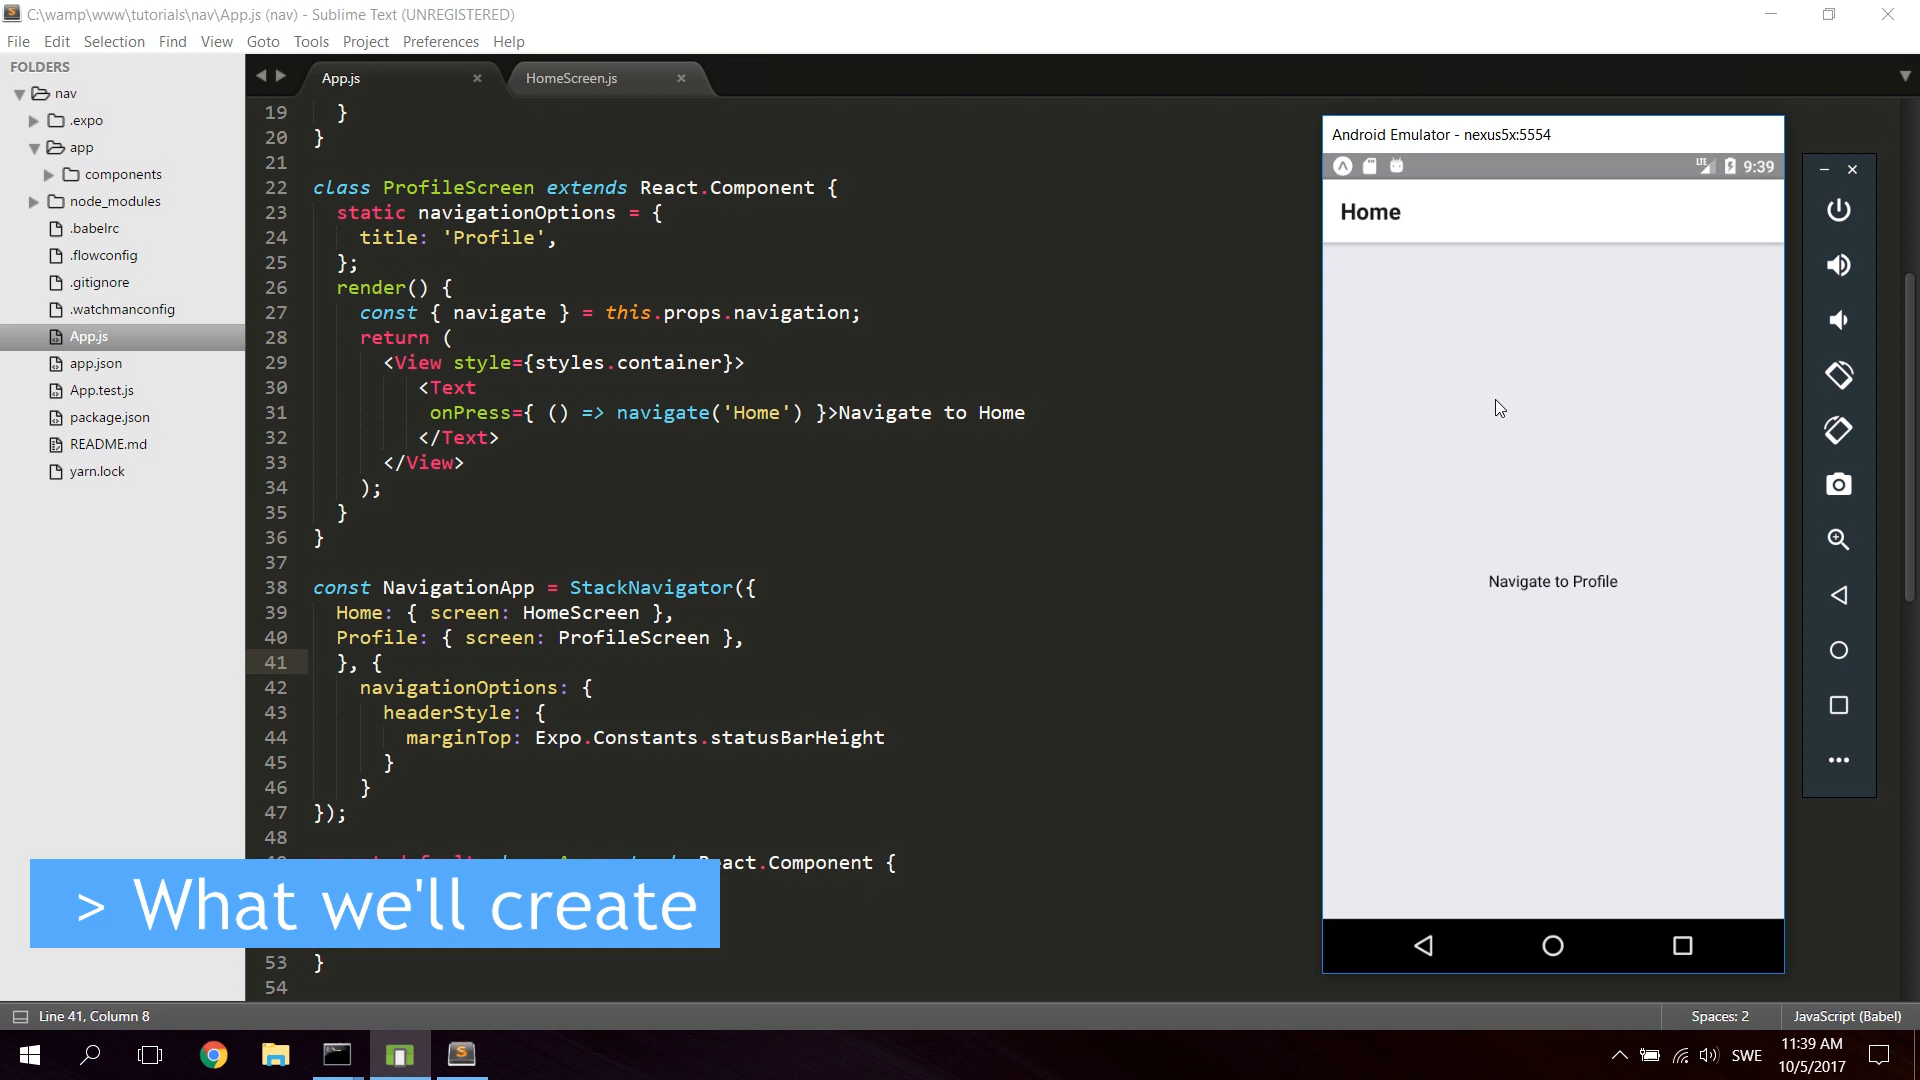 C:\wamp\www\tutorials\nav\App.js (nav) - Sublime Text (UNREGISTERED)
File Edit Selection Find View Goto Tools Project Preferences Help
FOLDERS
nav
.expo
app
components
node_modules
.babelrc
.flowconfig
.gitignore
.watchmanconfig
App.js
app.json
App.test.js
package.json
README.md
yarn.lock
App.js
HomeScreen.js
19 }
20 }
21
22 class ProfileScreen extends React.Component {
23 static navigationOptions = {
24 title: 'Profile',
25 };
26 render() {
27 const { navigate } = this.props.navigation;
28 return (
29 <View style={styles.container}>
30 <Text
31 onPress={ () => navigate('Home') }>Navigate to Home
32 </Text>
33 </View>
34 );
35 }
36 }
37
38 const NavigationApp = StackNavigator({
39 Home: { screen: HomeScreen },
40 Profile: { screen: ProfileScreen },
41 }, {
42 navigationOptions: {
43 headerStyle: {
44 marginTop: Expo.Constants.statusBarHeight
45 }
46 }
47 });
48
React.Component {
> What we'll create
53 }
54
Android Emulator - nexus5x:5554
LTE 9:39
Home
Navigate to Profile
Line 41, Column 8
Spaces: 2
JavaScript (Babel)
SWE
11:39 AM
10/5/2017